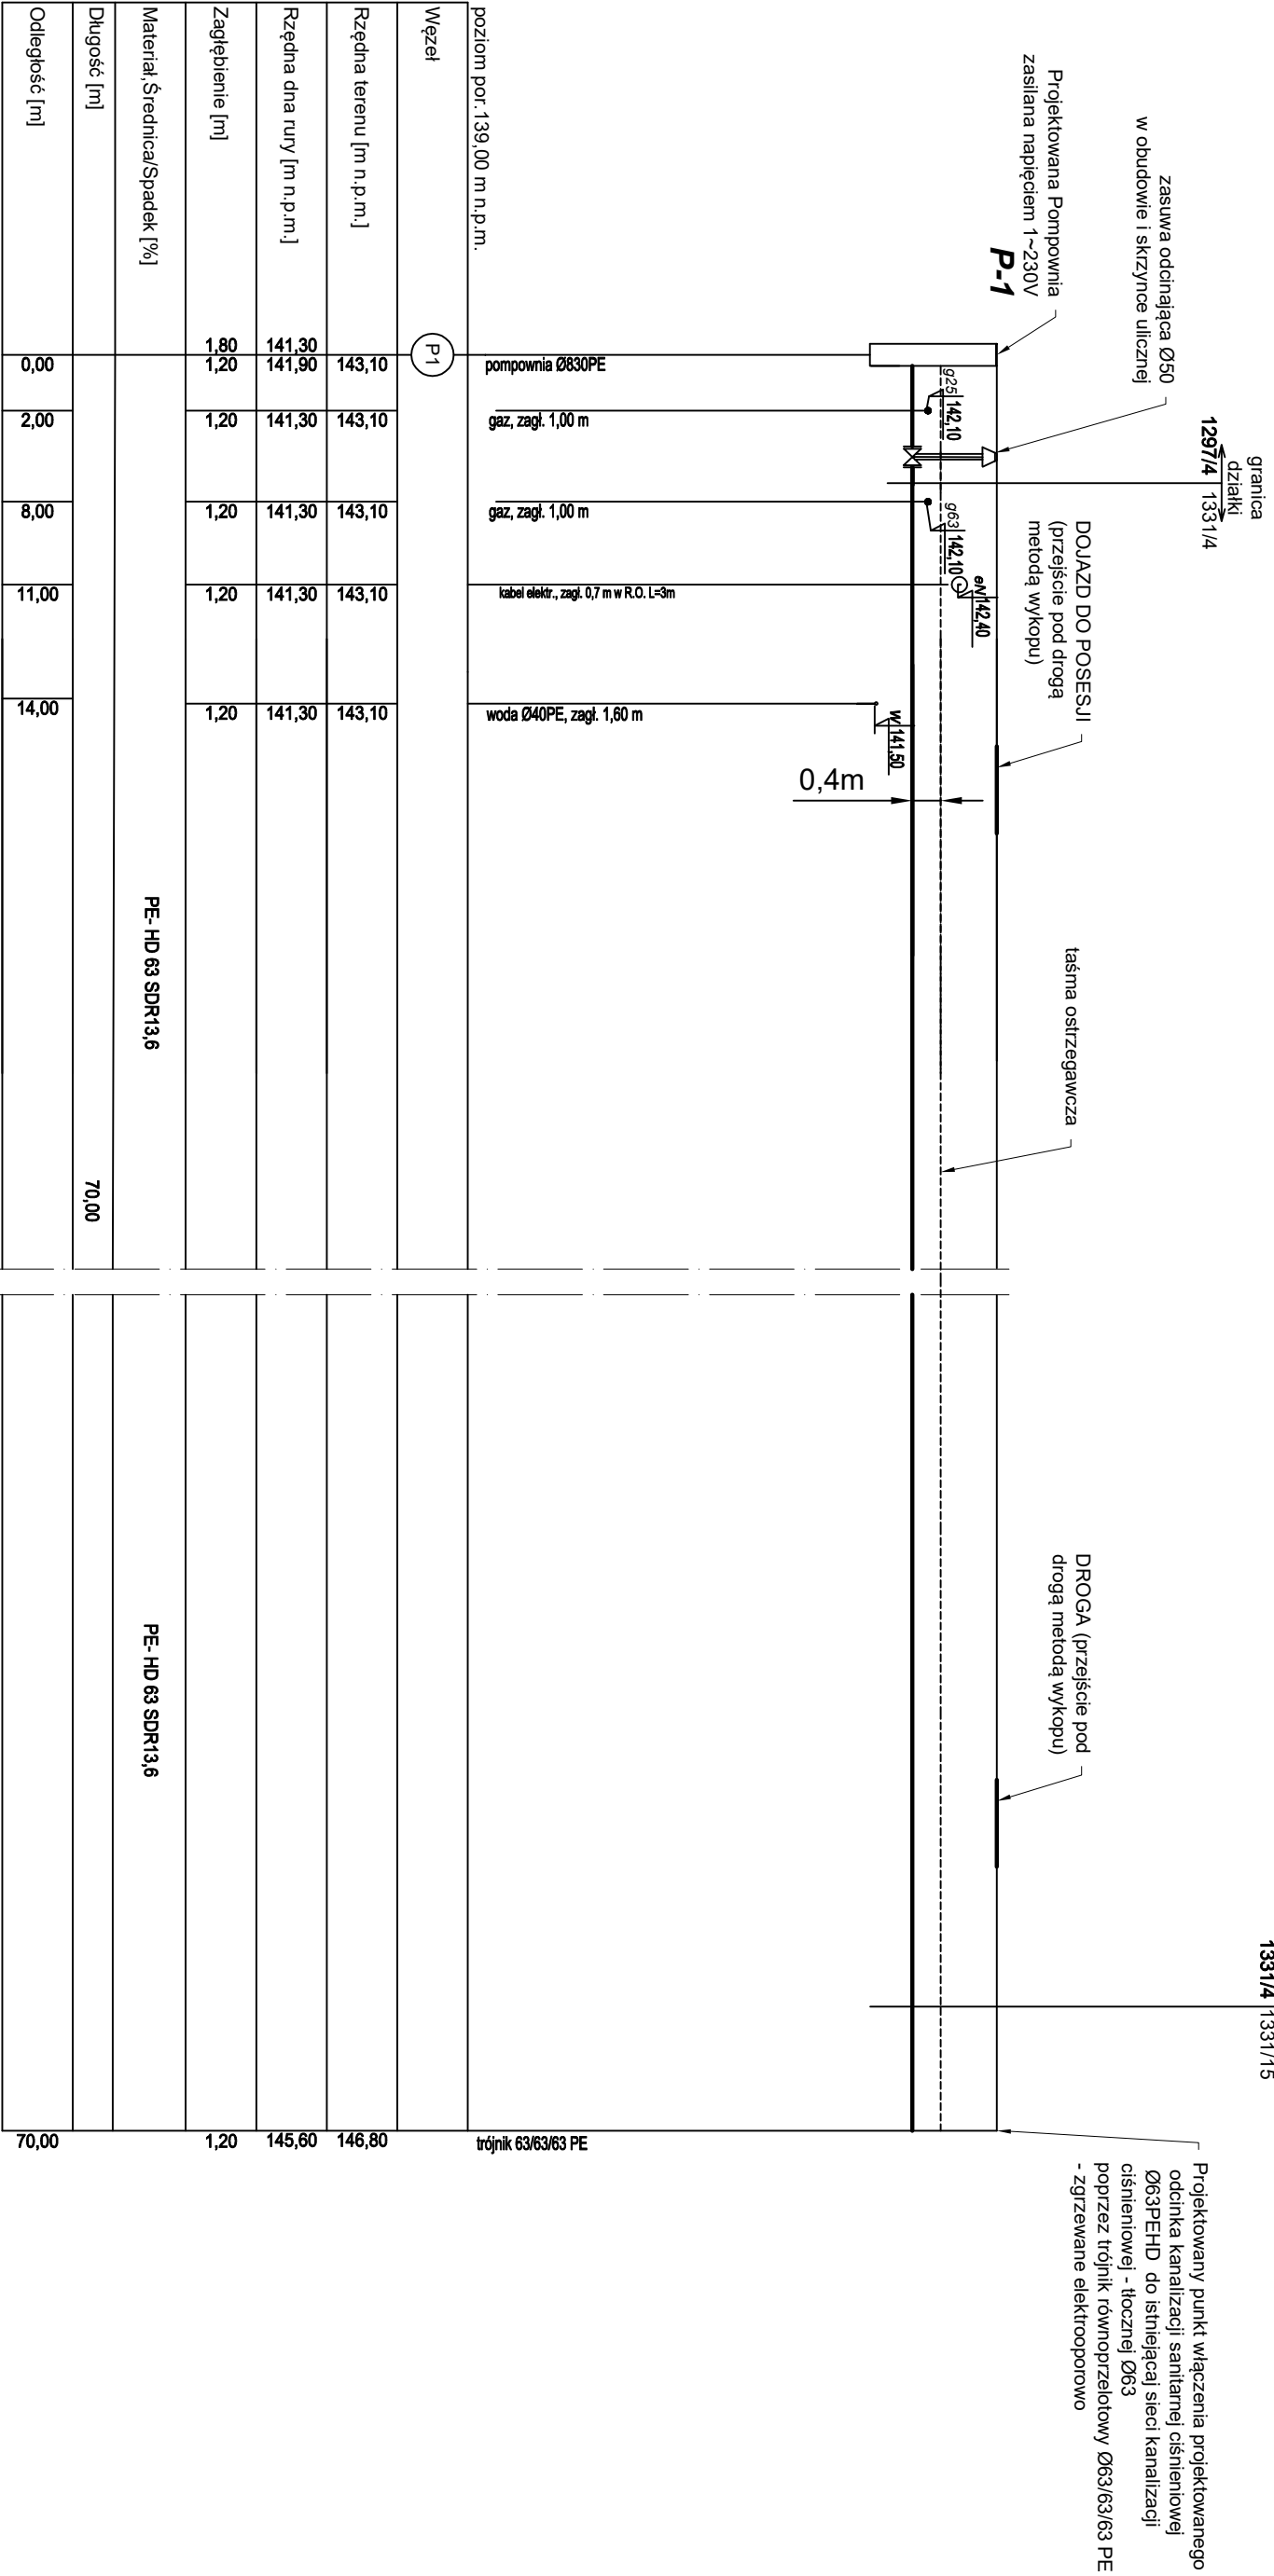 granica
działki
1297/4 1331/4
1331/4 1331/15
zasuwa odcinająca Ø50
w obudowie i skrzynce ulicznej
Projektowana Pompownia
zasilana napięciem 1~230V
P-1
DOJAZD DO POSESJI
(przejście pod drogą
metodą wykopu)
taśma ostrzegawcza
DROGA (przejście pod
drogą metodą wykopu)
Projektowany punkt włączenia projektowanego
odcinka kanalizacji sanitarnej ciśnieniowej
Ø63PEHD do istniejącaj sieci kanalizacji
ciśnieniowej - tłocznej Ø63
poprzez trójnik równoprzelotowy Ø63/63/63 PE
- zgrzewane elektrooporowo
g25 142,10
g63 142,10
eN 142,40
w 141,50
0,4m
pompownia Ø830PE
gaz, zagł. 1,00 m
gaz, zagł. 1,00 m
kabel elektr., zagł. 0,7 m w R.O. L=3m
woda Ø40PE, zagł. 1,60 m
trójnik 63/63/63 PE
poziom por.139,00 m n.p.m.
Węzeł
P1
Rzędna terenu [m n.p.m.]
143,10 143,10 143,10 143,10 143,10 146,80
Rzędna dna rury [m n.p.m.]
141,30
141,90 141,30 141,30 141,30 141,30 145,60
Zagłębienie [m]
1,80
1,20 1,20 1,20 1,20 1,20 1,20
Materiał,Średnica/Spadek [%]
PE- HD 63 SDR13,6 PE- HD 63 SDR13,6
Długość [m]
70,00
Odległość [m]
0,00 2,00 8,00 11,00 14,00 70,00